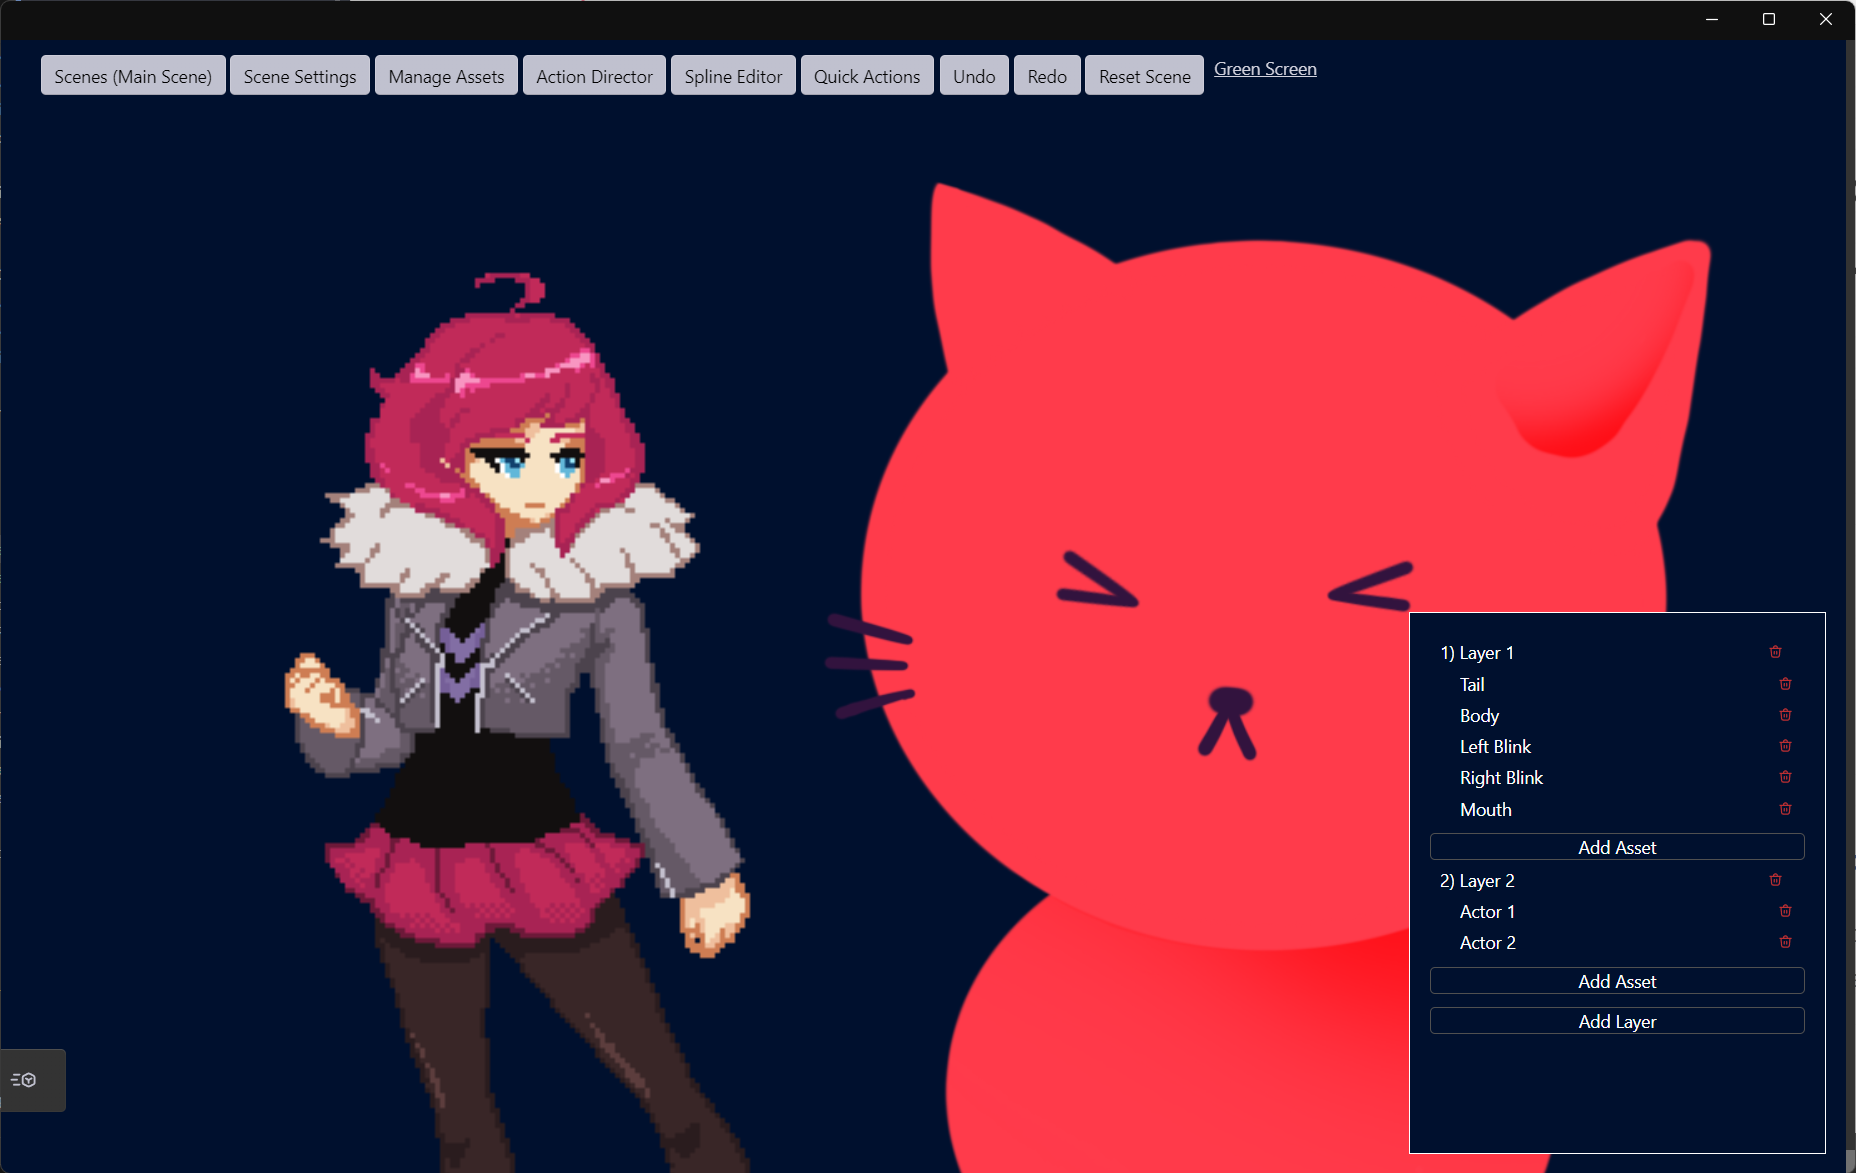 Scenes (Main Scene) Scene Settings Manage Assets Action Director Spline Editor Quick Actions Undo Redo Reset Scene Green Screen
1) Layer 1
Tail
Body
Left Blink
Right Blink
Mouth
Add Asset
2) Layer 2
Actor 1
Actor 2
Add Asset
Add Layer